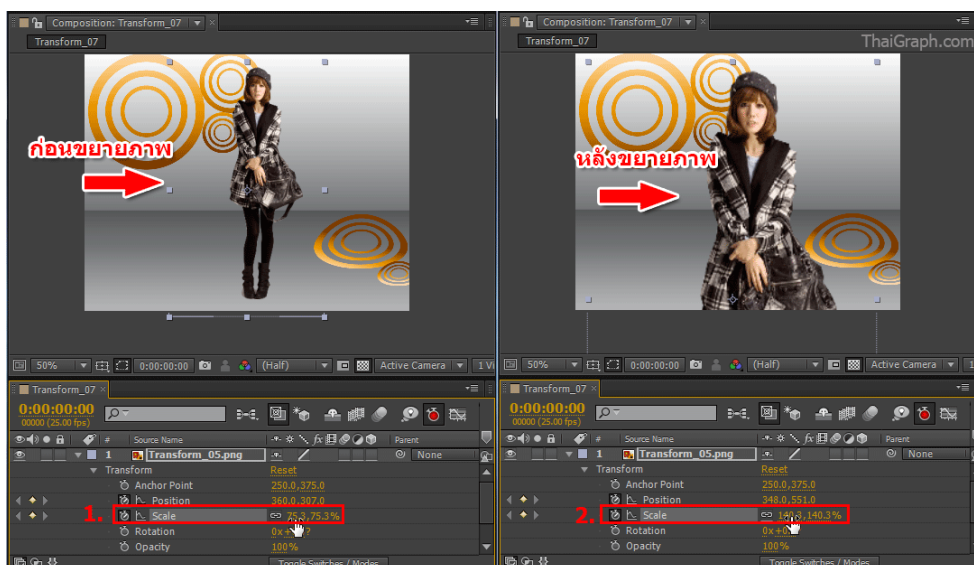 Composition: Transform_07
Transform_07
ก่อนขยายภาพ
50%
0:00:00:00
(Half)
Active Camera
1 Vi
Transform_07
0:00:00:00
00000 (25.00 fps)
#
Source Name
Parent
1
Transform_05.png
None
Transform
Reset
Anchor Point
250.0,375.0
Position
360.0,307.0
1.
Scale
75.3,75.3%
Rotation
0x+
Opacity
100%
Toggle Switches / Modes
Composition: Transform_07
Transform_07
ThaiGraph.com
หลังขยายภาพ
50%
0:00:00:00
(Half)
Active Camera
1
Transform_07
0:00:00:00
00000 (25.00 fps)
#
Source Name
Parent
1
Transform_05.png
None
Transform
Reset
Anchor Point
250.0,375.0
Position
348.0,551.0
2.
Scale
140.3,140.3%
Rotation
0x+0
Opacity
100%
Toggle Switches / Modes